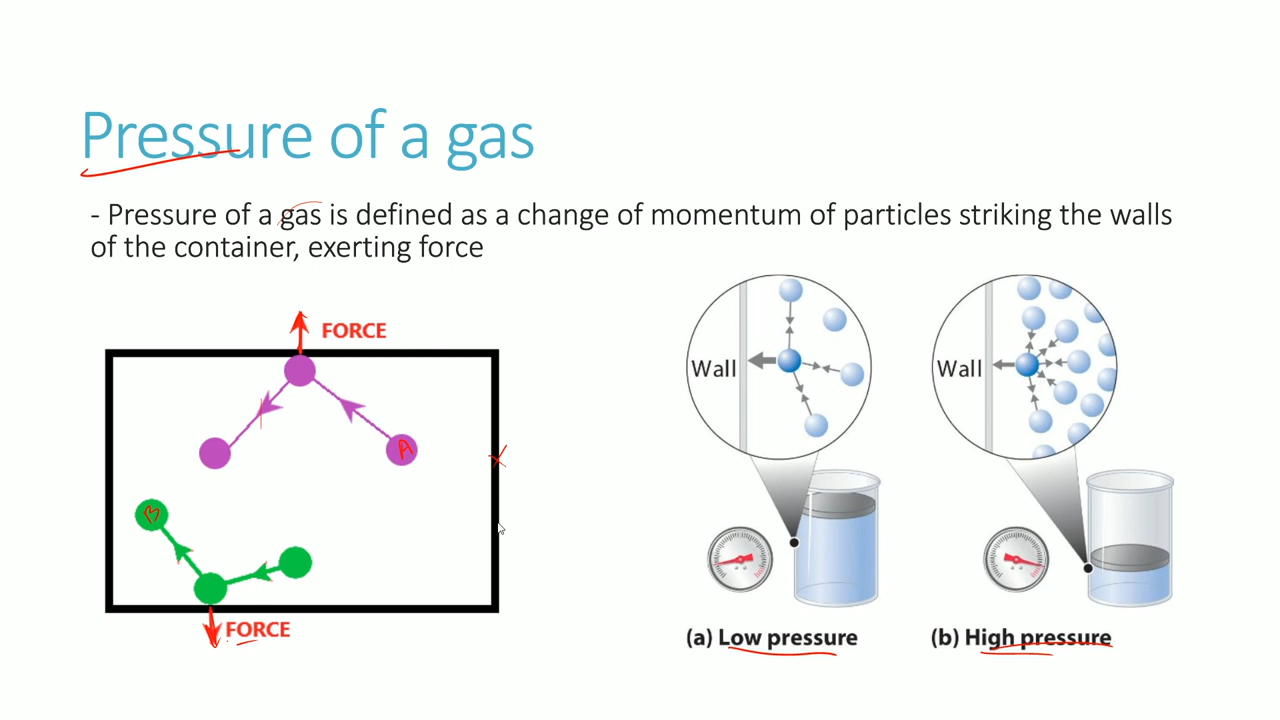 Pressure of a gas
- Pressure of a gas is defined as a change of momentum of particles striking the walls
of the container, exerting force
FORCE
A
B
FORCE
Wall
Wall
(a) Low pressure
(b) High pressure